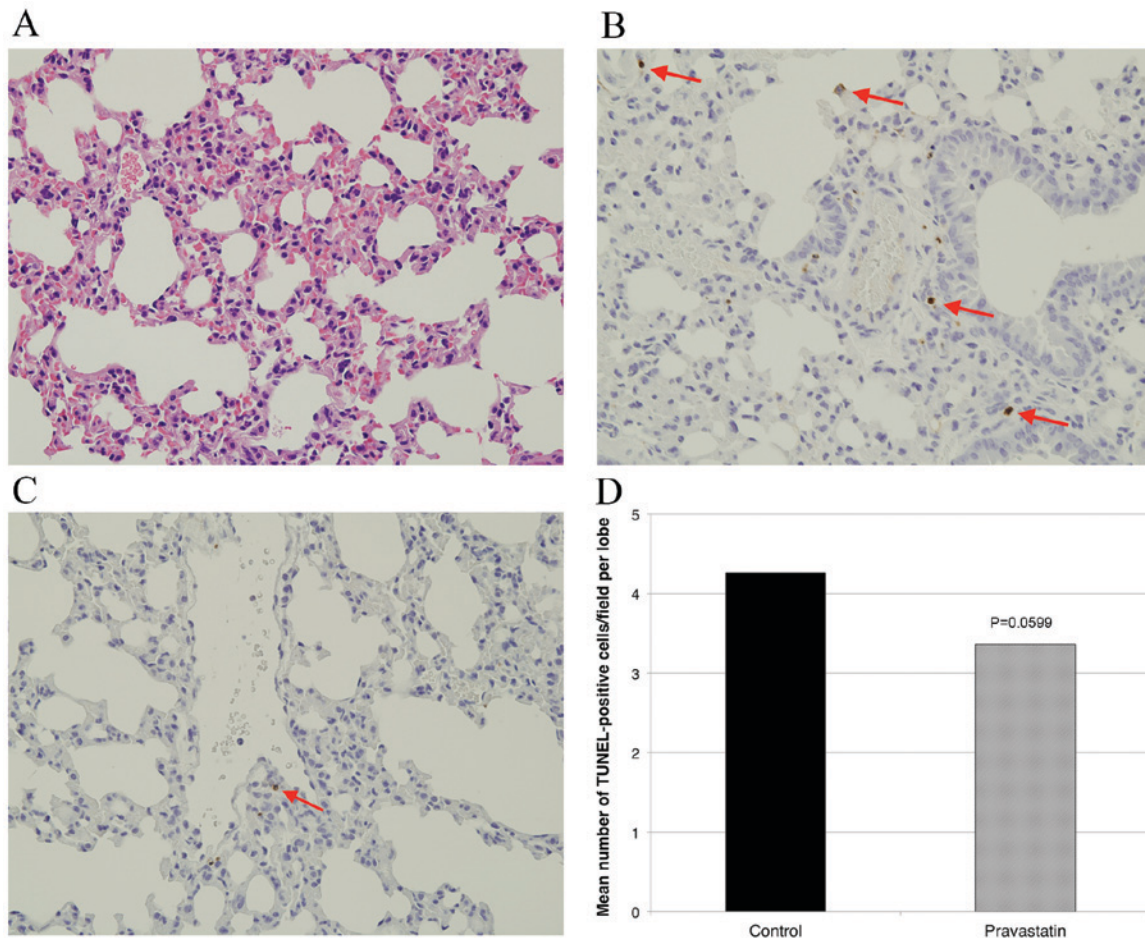 A
B
C
D
Mean number of TUNEL-positive cells/field per lobe
5
4
3
2
1
0
P=0.0599
Control
Pravastatin